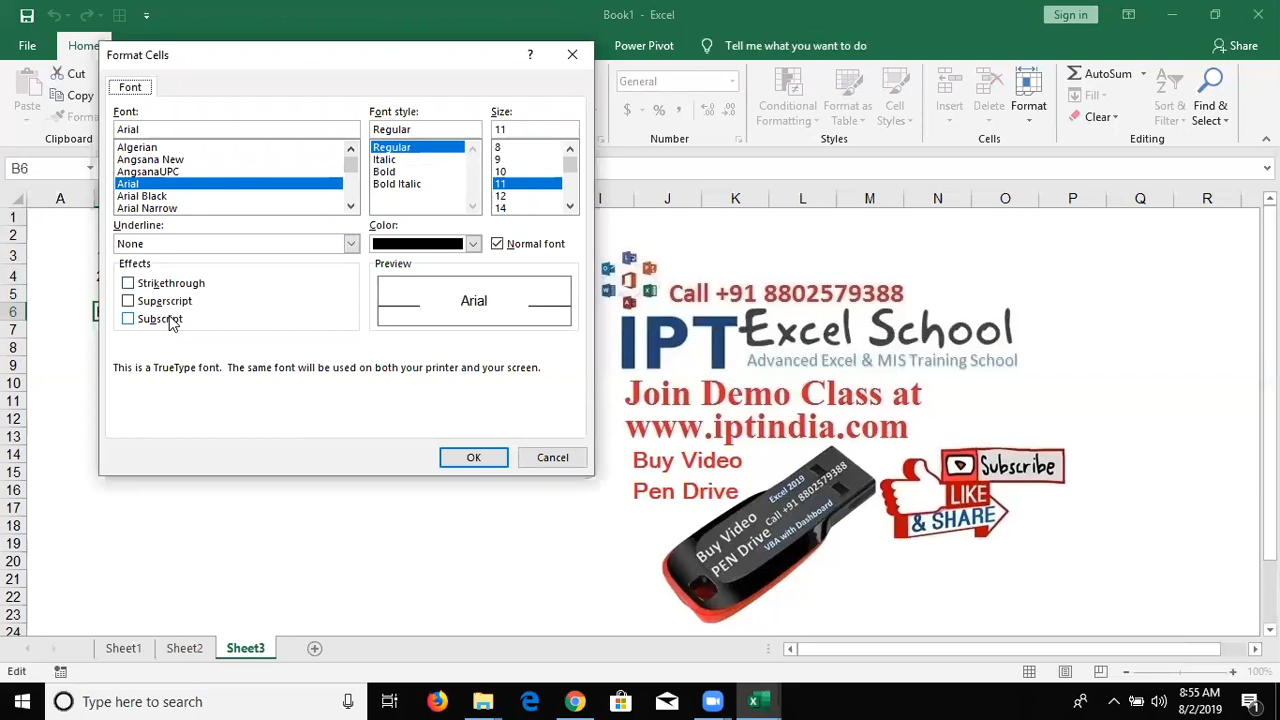 Book1 - Excel
Sign in
File
Home
Power Pivot
Tell me what you want to do
Share
Cut
Copy
Paste
Clipboard
General
Number
Conditional
Formatting
Format as
Table
Cell
Styles
Styles
Insert
Delete
Format
Cells
AutoSum
Fill
Clear
Sort &
Filter
Find &
Select
Editing
Format Cells
?
Font
Font:
Arial
Algerian
Angsana New
AngsanaUPC
Arial
Arial Black
Arial Narrow
Font style:
Regular
Regular
Italic
Bold
Bold Italic
Size:
11
8
9
10
11
12
14
Underline:
None
Color:
Normal font
Effects
Strikethrough
Superscript
Subscript
Preview
Arial
This is a TrueType font.  The same font will be used on both your printer and your screen.
OK
Cancel
B6
A I J K L M N O P Q R
1
2
3
4
5
6
7
8
9
10
11
12
13
14
15
16
17
18
19
20
21
22
23
24
Call +91 8802579388
IPT Excel School
Advanced Excel & MIS Training School
Join Demo Class at
www.iptindia.com
Buy Video
Pen Drive
Buy Video
PEN Drive
Excel 2019
Call +91 8802579388
VBA with Dashboard
Subscribe
LIKE
& SHARE
Sheet1
Sheet2
Sheet3
Edit
100%
Type here to search
8:55 AM
8/2/2019